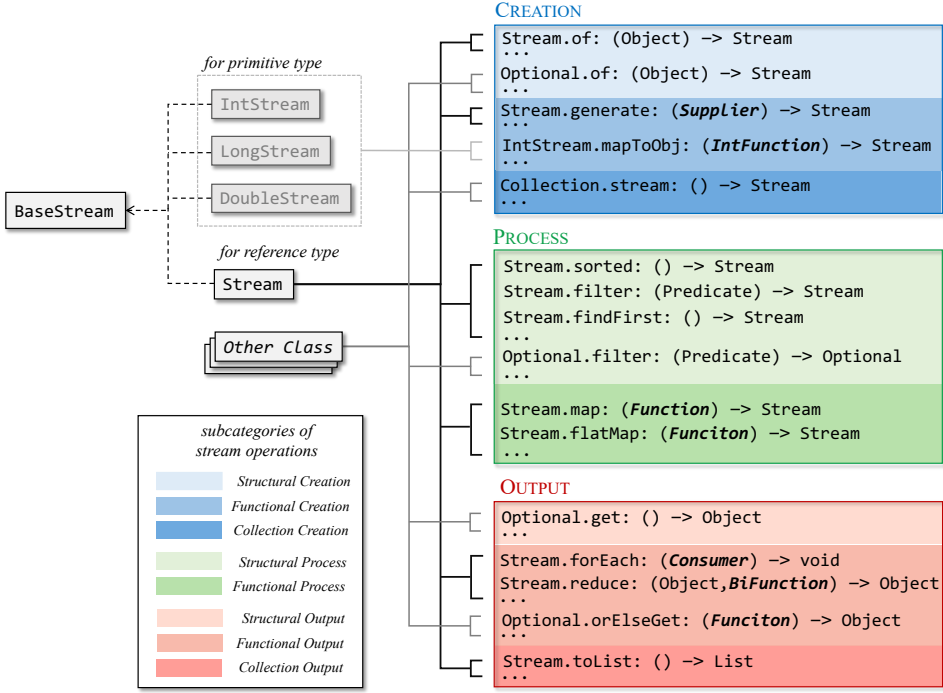 CREATION
Stream.of: (Object) –> Stream
...
Optional.of: (Object) –> Stream
...
Stream.generate: (Supplier) –> Stream
...
IntStream.mapToObj: (IntFunction) –> Stream
...
Collection.stream: () –> Stream
...
for primitive type
IntStream
LongStream
DoubleStream
BaseStream
for reference type
Stream
Other Class
PROCESS
Stream.sorted: () –> Stream
Stream.filter: (Predicate) –> Stream
Stream.findFirst: () –> Stream
...
Optional.filter: (Predicate) –> Optional
...
Stream.map: (Function) –> Stream
Stream.flatMap: (Funciton) –> Stream
...
subcategories of
stream operations
Structural Creation
Functional Creation
Collection Creation
Structural Process
Functional Process
Structural Output
Functional Output
Collection Output
OUTPUT
Optional.get: () –> Object
...
Stream.forEach: (Consumer) –> void
Stream.reduce: (Object,BiFunction) –> Object
...
Optional.orElseGet: (Funciton) –> Object
...
Stream.toList: () –> List
...